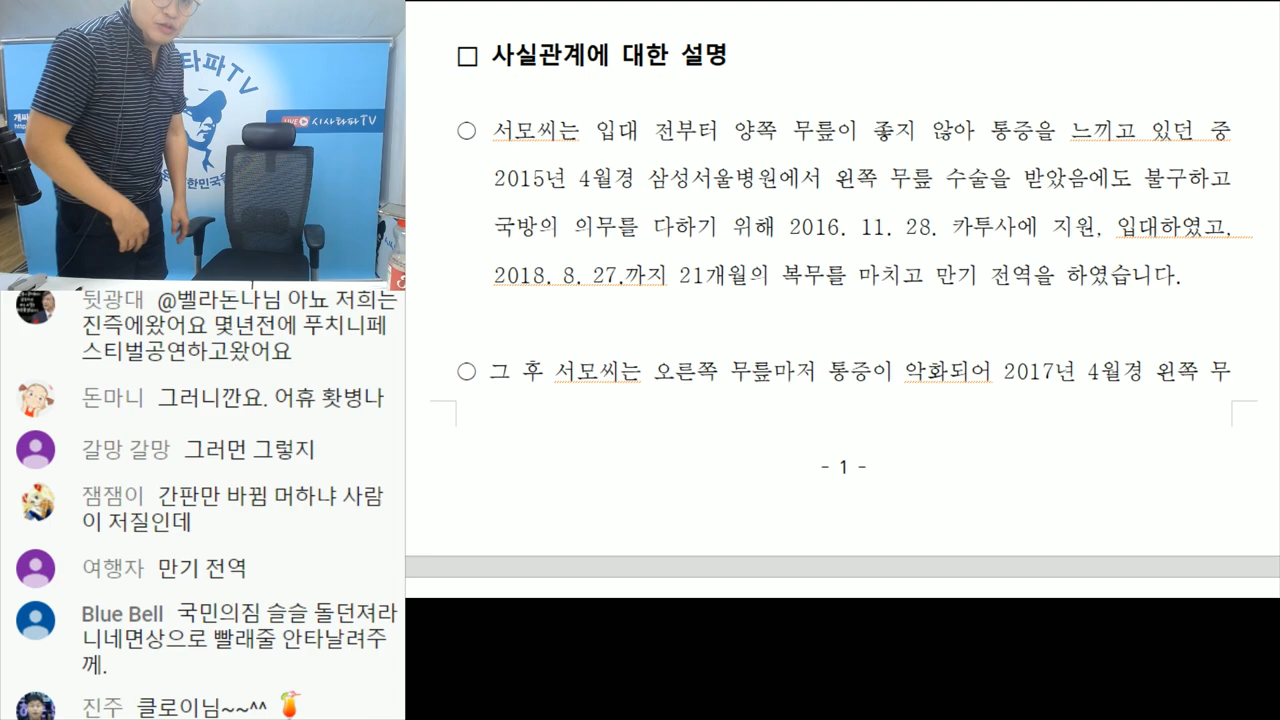 타파TV
LIVE 시사타파TV
□ 사실관계에 대한 설명
○ 서모씨는 입대 전부터 양쪽 무릎이 좋지 않아 통증을 느끼고 있던 중
2015년 4월경 삼성서울병원에서 왼쪽 무릎 수술을 받았음에도 불구하고
국방의 의무를 다하기 위해 2016. 11. 28. 카투사에 지원, 입대하였고,
2018. 8. 27.까지 21개월의 복무를 마치고 만기 전역을 하였습니다.
○ 그 후 서모씨는 오른쪽 무릎마저 통증이 악화되어 2017년 4월경 왼쪽 무
- 1 -
뒷광대 @벨라돈나님 아뇨 저희는
진즉에왔어요 몇년전에 푸치니페
스티벌공연하고왔어요
돈마니 그러니깐요. 어휴 홧병나
갈망 갈망 그러먼 그렇지
잼잼이 간판만 바뀜 머하냐 사람
이 저질인데
여행자 만기 전역
Blue Bell 국민의짐 슬슬 돌던져라
니네면상으로 빨래줄 안타날려주
께.
진주 클로이님~~^^ 🍹